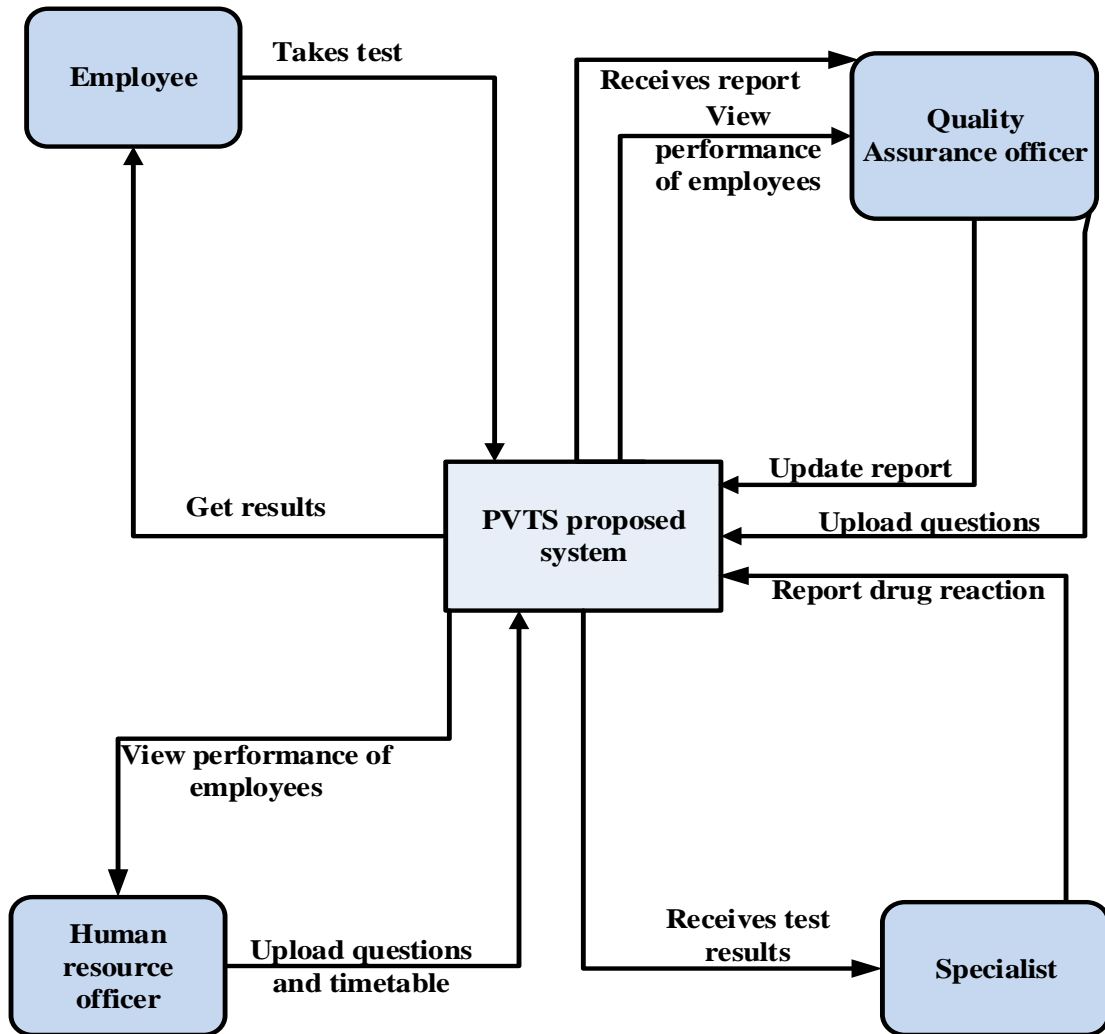 Employee
Takes test
Receives report
View
performance
of employees
Quality
Assurance officer
Update report
Upload questions
Get results
PVTS proposed
system
Report drug reaction
View performance of
employees
Human
resource
officer
Upload questions
and timetable
Receives test
results
Specialist